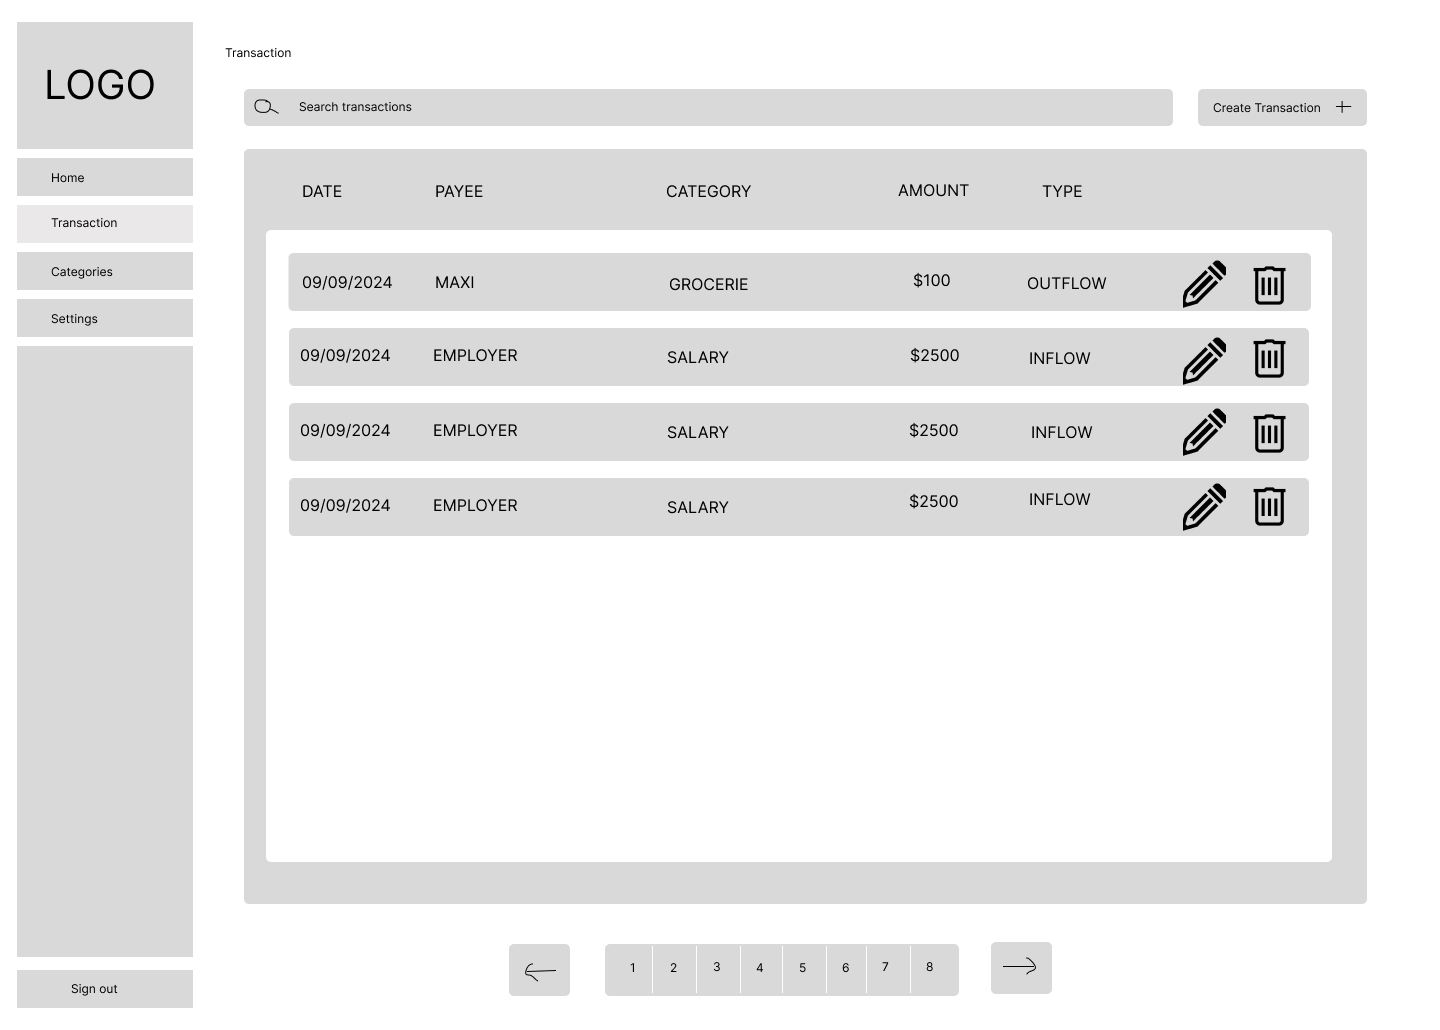 LOGO
Home
Transaction
Categories
Settings
Sign out
Transaction
Search transactions
Create Transaction
DATE PAYEE CATEGORY AMOUNT TYPE
09/09/2024 MAXI GROCERIE $100 OUTFLOW
09/09/2024 EMPLOYER SALARY $2500 INFLOW
09/09/2024 EMPLOYER SALARY $2500 INFLOW
09/09/2024 EMPLOYER SALARY $2500 INFLOW
1 2 3 4 5 6 7 8